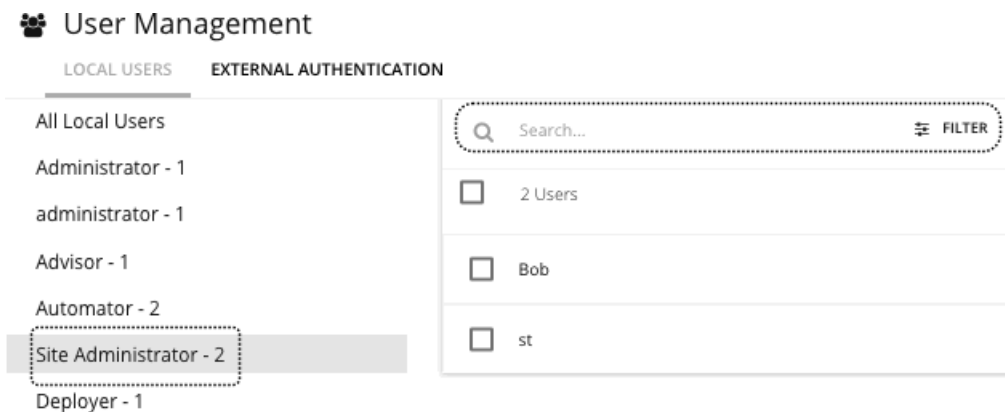 User Management
LOCAL USERS EXTERNAL AUTHENTICATION
All Local Users
Administrator - 1
administrator - 1
Advisor - 1
Automator - 2
Site Administrator - 2
Deployer - 1
Search... FILTER
2 Users
Bob
st